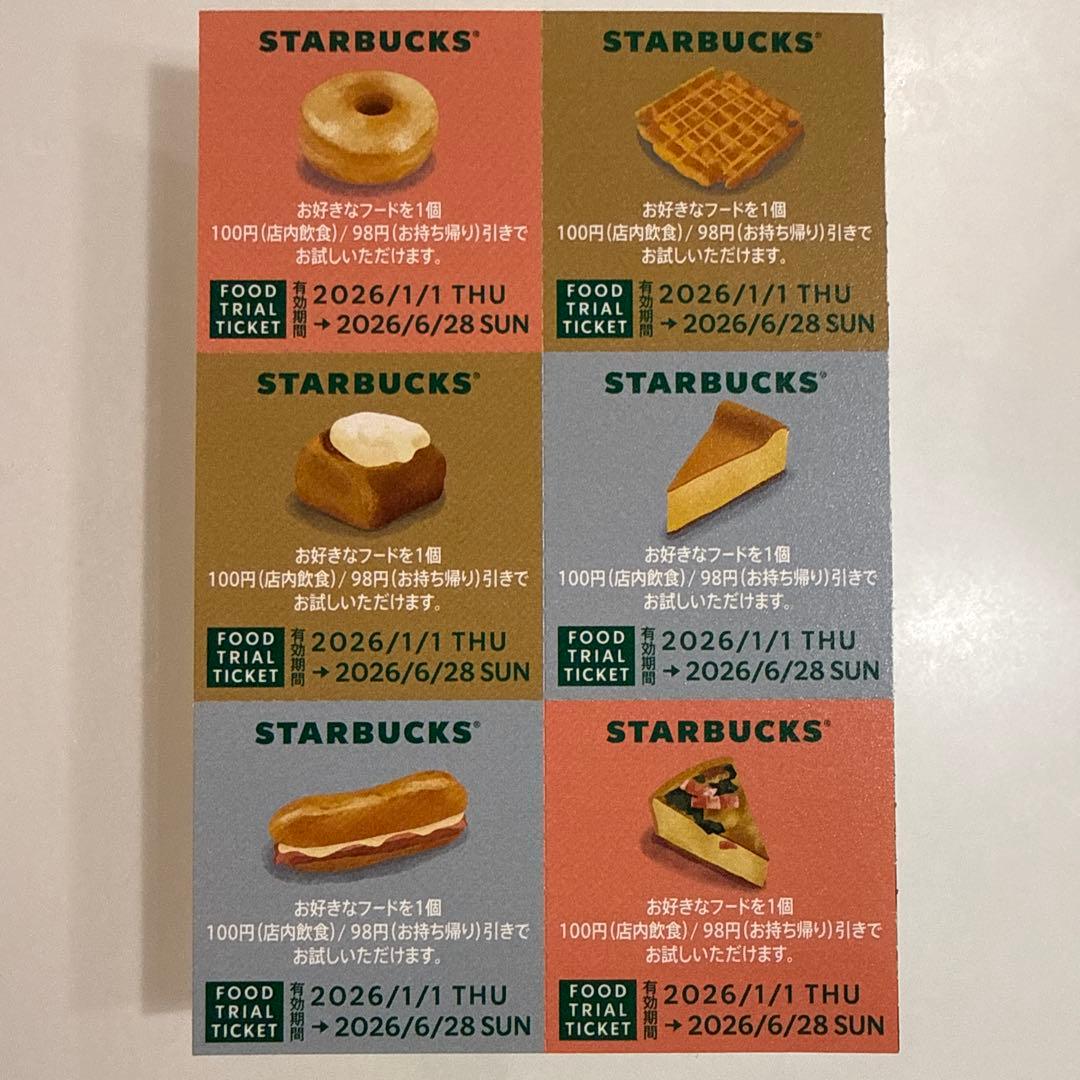 STARBUCKS®
お好きなフードを1個
100円(店内飲食)/98円(お持ち帰り)引きで
お試しいただけます。
FOOD
TRIAL
TICKET
有効期間
2026/1/1 THU
→2026/6/28 SUN
STARBUCKS®
お好きなフードを1個
100円(店内飲食)/98円(お持ち帰り)引きで
お試しいただけます。
FOOD
TRIAL
TICKET
有効期間
2026/1/1 THU
→2026/6/28 SUN
STARBUCKS®
お好きなフードを1個
100円(店内飲食)/98円(お持ち帰り)引きで
お試しいただけます。
FOOD
TRIAL
TICKET
有効期間
2026/1/1 THU
→2026/6/28 SUN
STARBUCKS®
お好きなフードを1個
100円(店内飲食)/98円(お持ち帰り)引きで
お試しいただけます。
FOOD
TRIAL
TICKET
有効期間
2026/1/1 THU
→2026/6/28 SUN
STARBUCKS®
お好きなフードを1個
100円(店内飲食)/98円(お持ち帰り)引きで
お試しいただけます。
FOOD
TRIAL
TICKET
有効期間
2026/1/1 THU
→2026/6/28 SUN
STARBUCKS®
お好きなフードを1個
100円(店内飲食)/98円(お持ち帰り)引きで
お試しいただけます。
FOOD
TRIAL
TICKET
有効期間
2026/1/1 THU
→2026/6/28 SUN